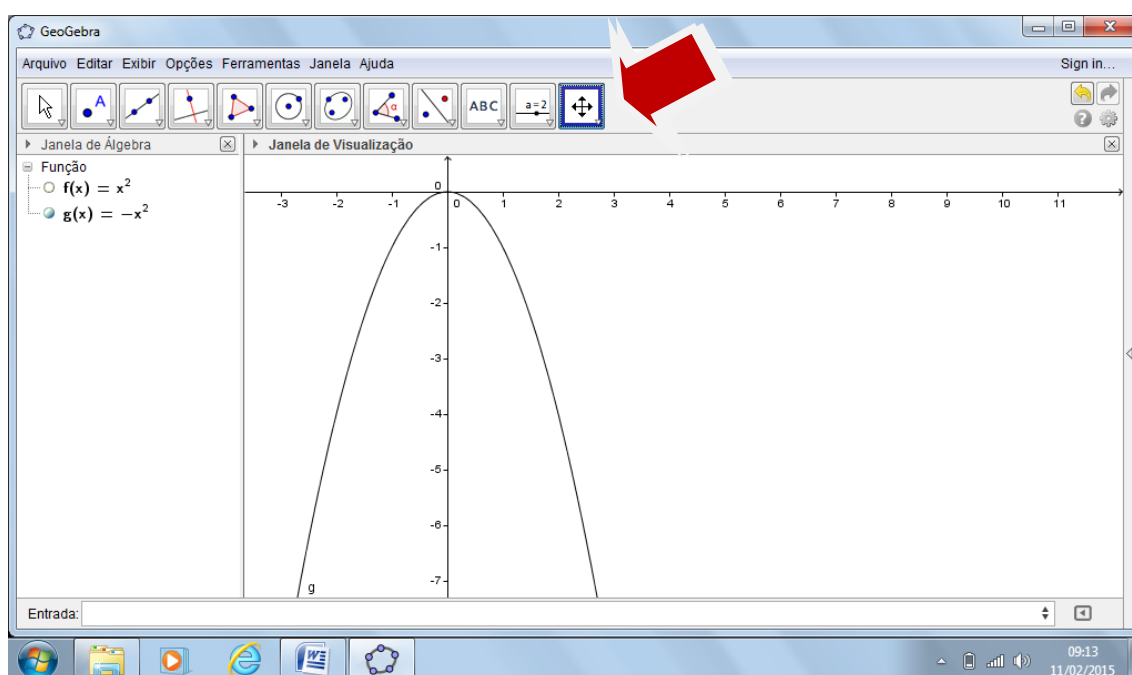 GeoGebra
Arquivo Editar Exibir Opções Ferramentas Janela Ajuda
Sign in...
A
α
ABC
a=2
Janela de Álgebra
Janela de Visualização
Função
f(x) = x²
g(x) = −x²
0
-3 -2 -1 0 1 2 3 4 5 6 7 8 9 10 11
-1
-2
-3
-4
-5
-6
-7
g
Entrada:
W
09:13
11/02/2015